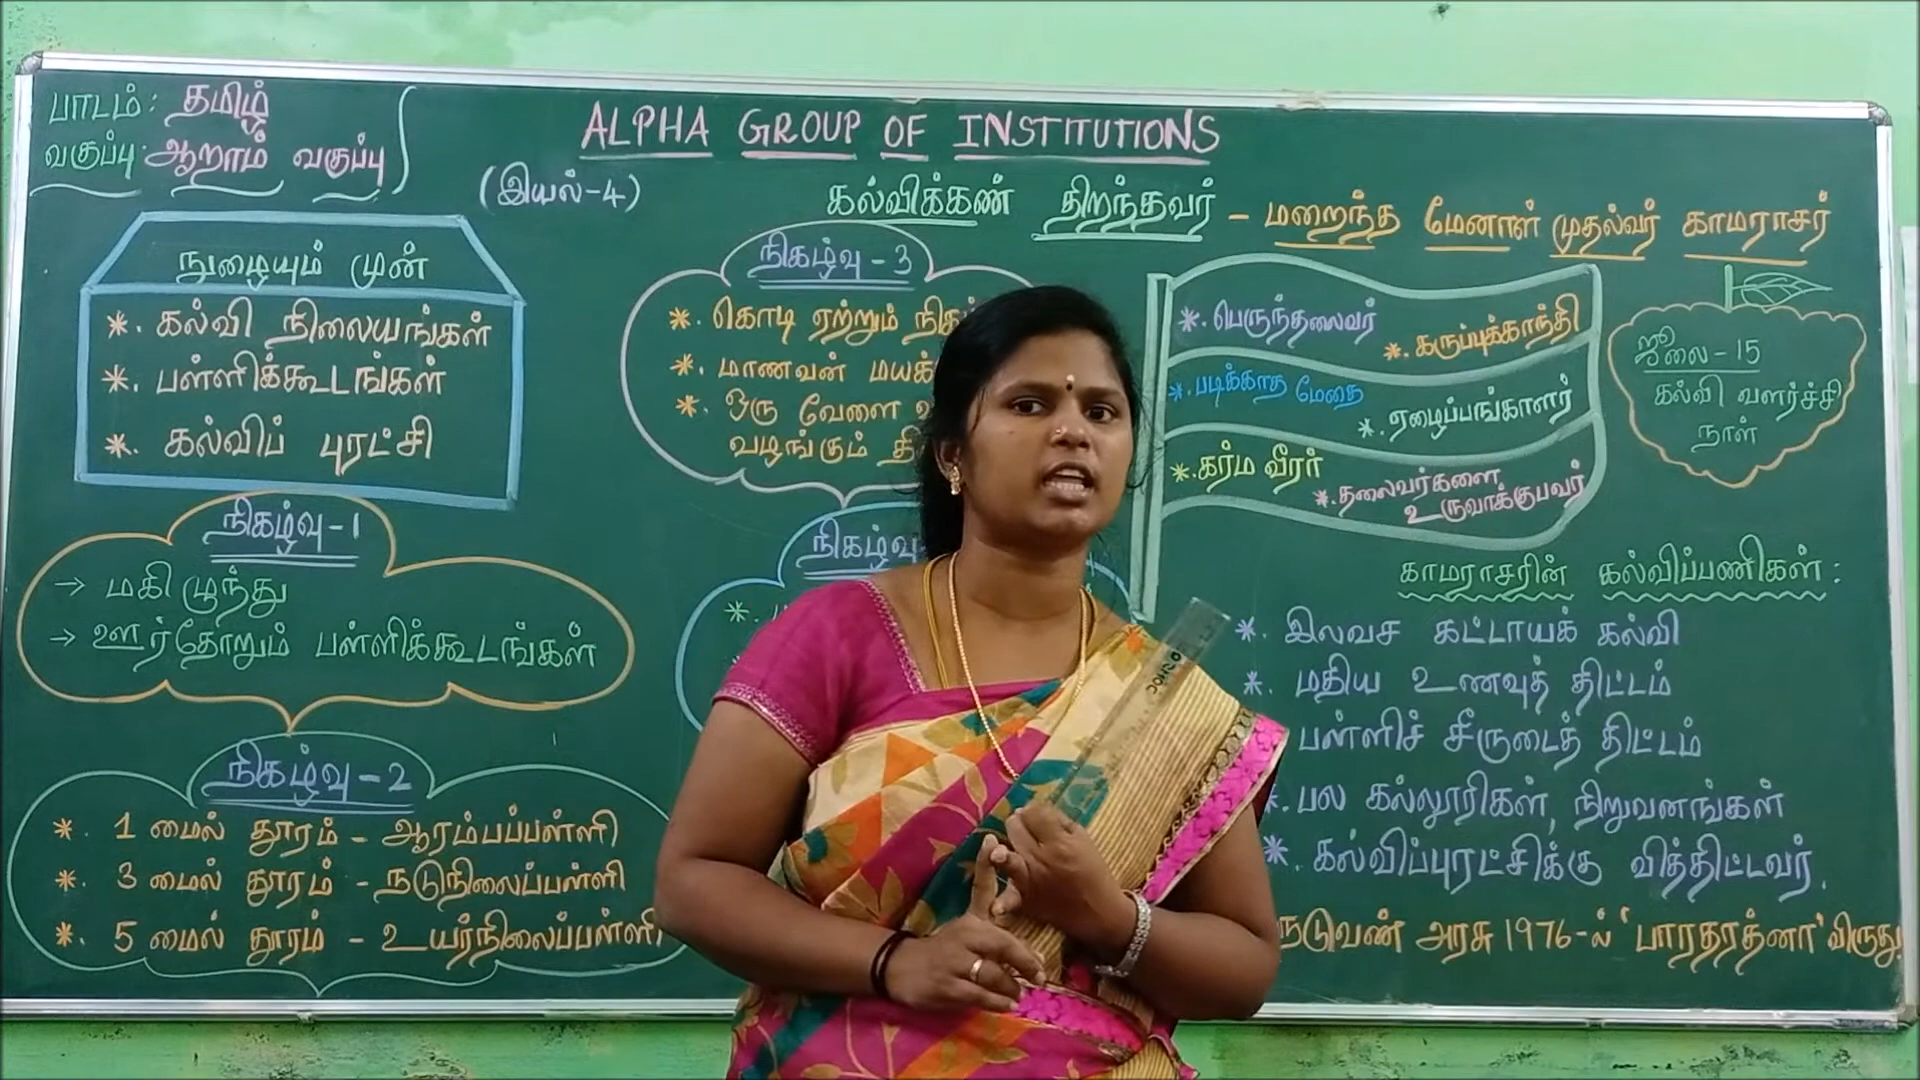 பாடம் : தமிழ்
வகுப்பு : ஆறாம் வகுப்பு
ALPHA GROUP OF INSTITUTIONS
(இயல்-4)
கல்விக்கண் திறந்தவர் - மறைந்த மேனாள் முதல்வர் காமராசர்
நுழையும் முன்
*. கல்வி நிலையங்கள்
*. பள்ளிக்கூடங்கள்
*. கல்விப் புரட்சி
நிகழ்வு - 1
→ மகிழுந்து
→ ஊர்தோறும் பள்ளிக்கூடங்கள்
நிகழ்வு - 2
*. 1 மைல் தூரம் - ஆரம்பப்பள்ளி
*. 3 மைல் தூரம் - நடுநிலைப்பள்ளி
*. 5 மைல் தூரம் - உயர்நிலைப்பள்ளி
நிகழ்வு - 3
*. கொடி ஏற்றும்
*. மாணவன்
*. ஒரு வேளை
வழங்கும்
நிகழ்வு
*. பெருந்தலைவர்
*. கருப்புக்காந்தி
*. படிக்காத மேதை
*. ஏழைப்பங்காளர்
*. கர்ம வீரர்
*. தலைவர்களை
உருவாக்குபவர்
ஜூலை - 15
கல்வி வளர்ச்சி
நாள்
காமராசரின் கல்விப்பணிகள் :
*. இலவச கட்டாயக் கல்வி
*. மதிய உணவுத் திட்டம்
பள்ளிச் சீருடைத் திட்டம்
*. பல கல்லூரிகள், நிறுவனங்கள்
*. கல்விப்புரட்சிக்கு வித்திட்டவர்.
நடுவண் அரசு 1976-ல் 'பாரதரத்னா' விருது.